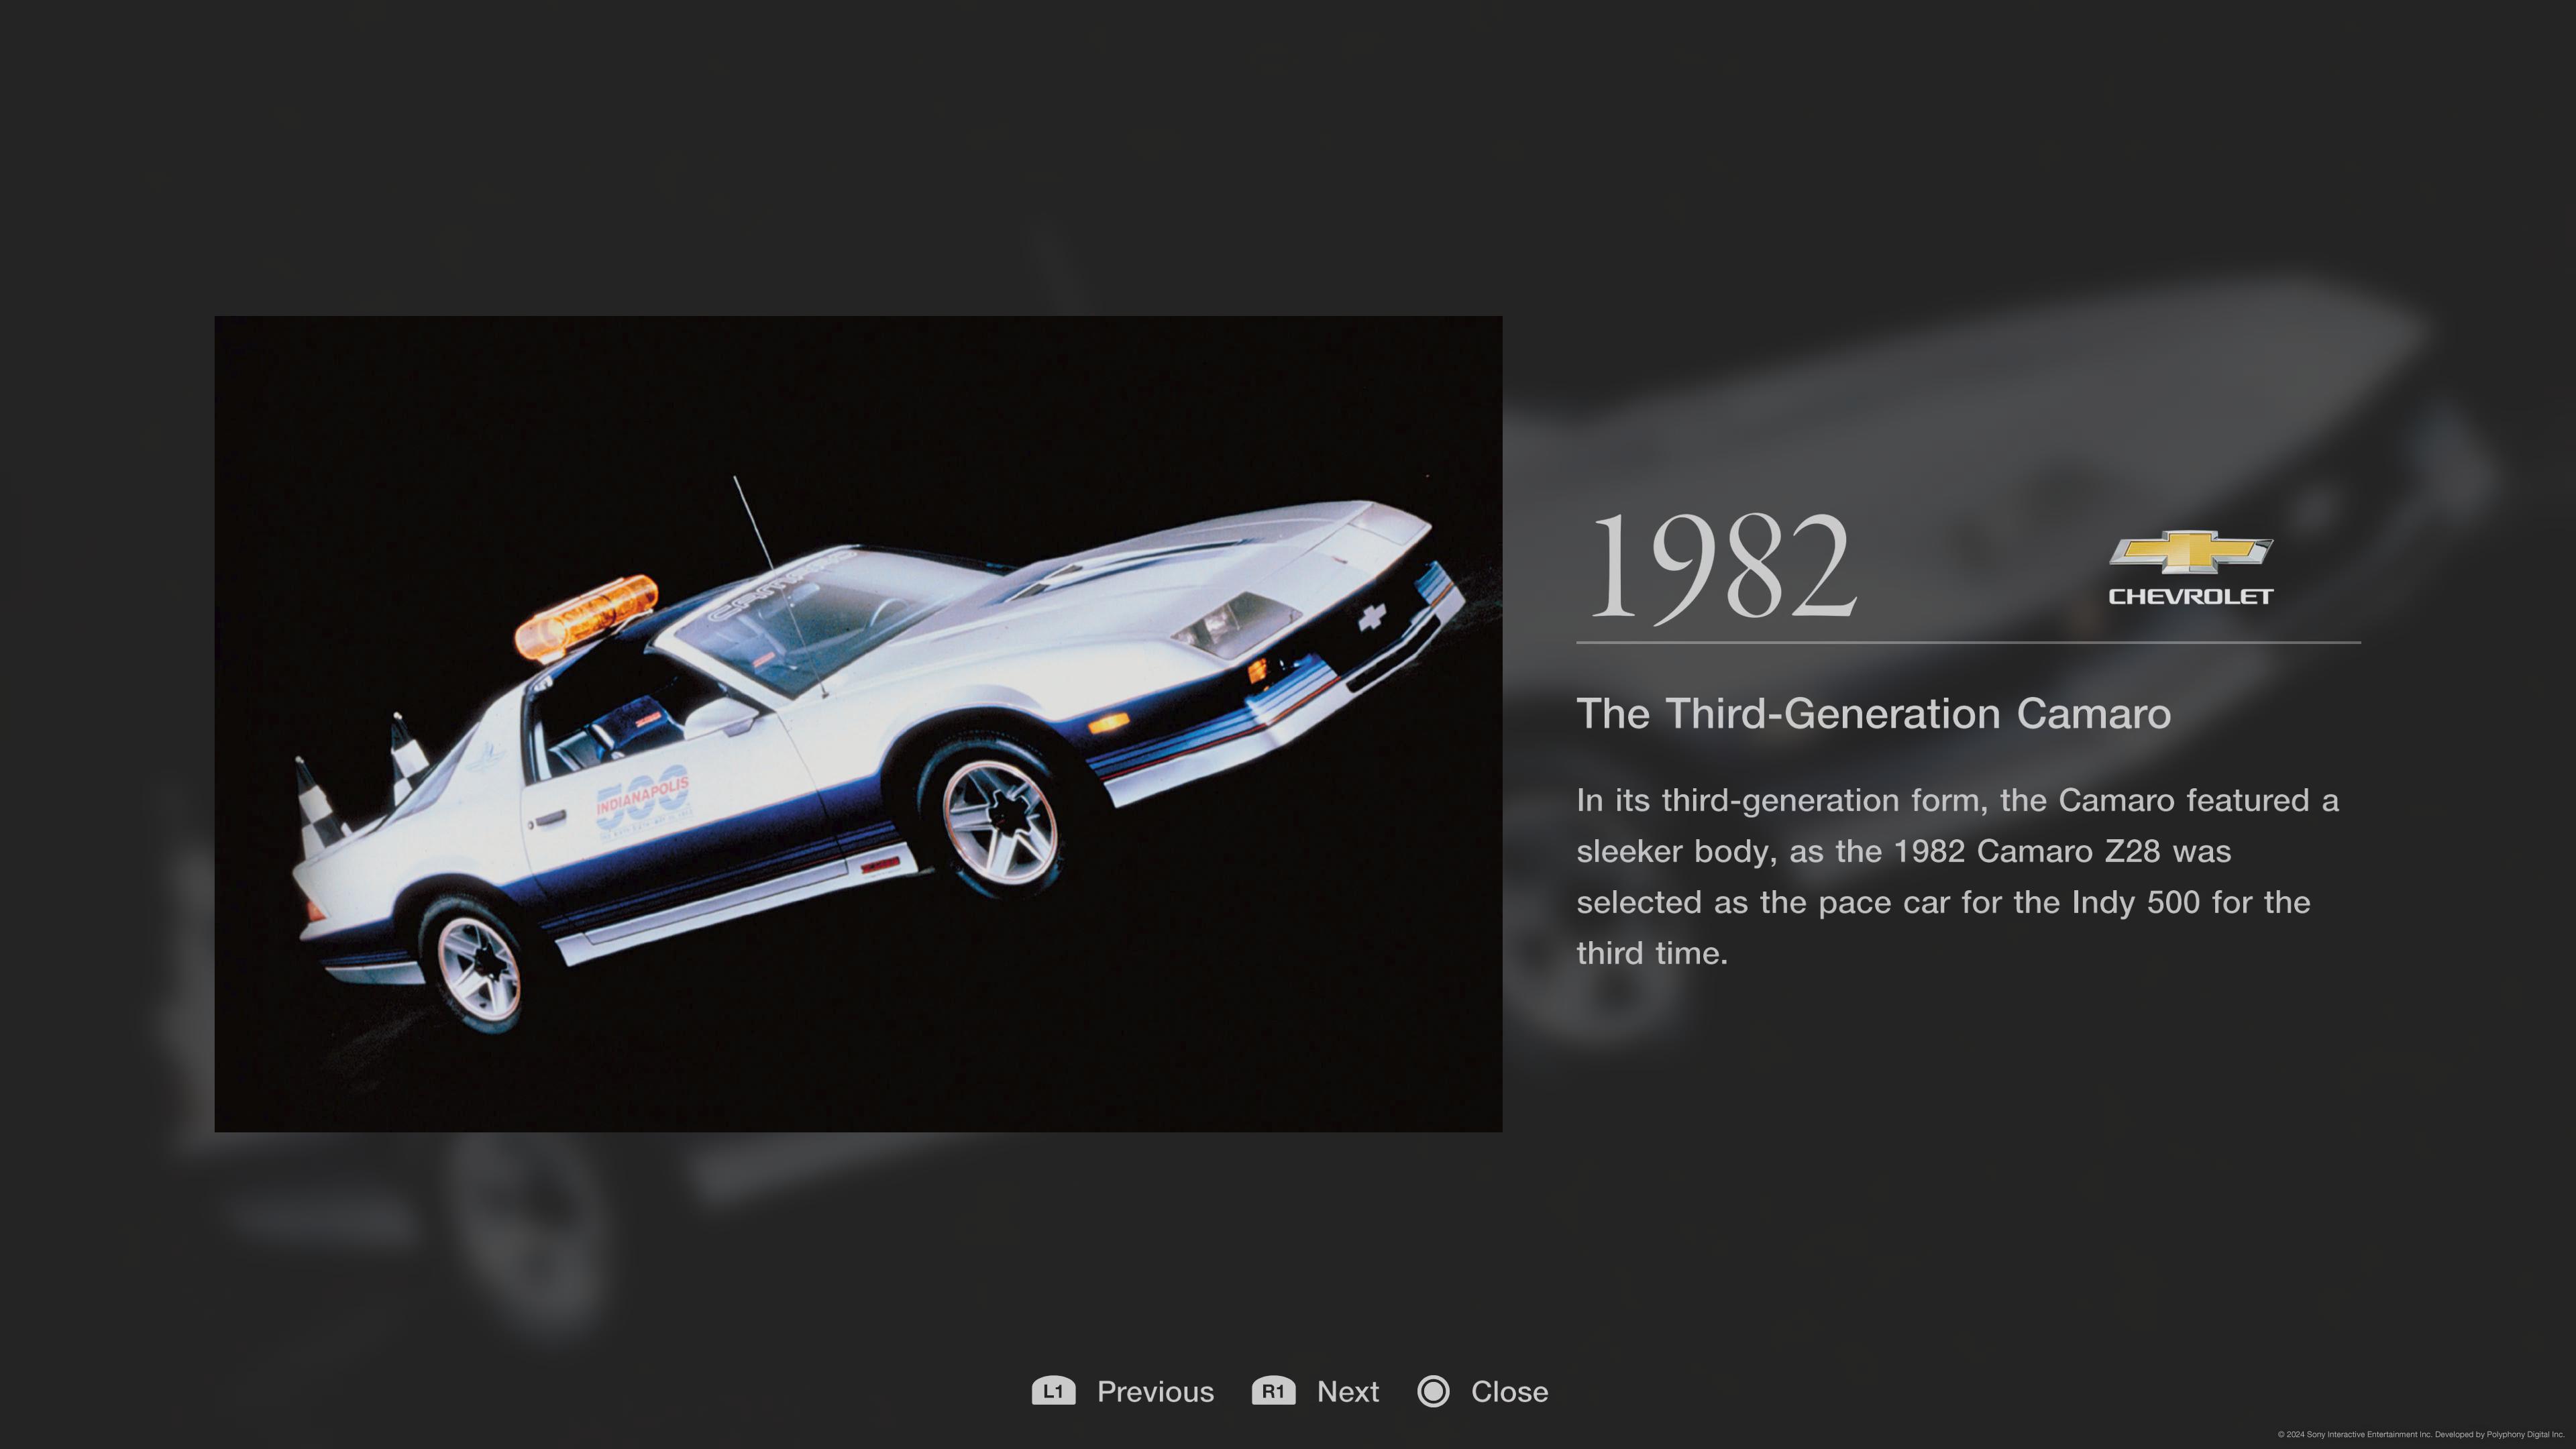 CAMARO
500
INDIANAPOLIS
1982
CHEVROLET
The Third-Generation Camaro
In its third-generation form, the Camaro featured a
sleeker body, as the 1982 Camaro Z28 was
selected as the pace car for the Indy 500 for the
third time.
L1 Previous R1 Next Close
© 2024 Sony Interactive Entertainment Inc. Developed by Polyphony Digital Inc.